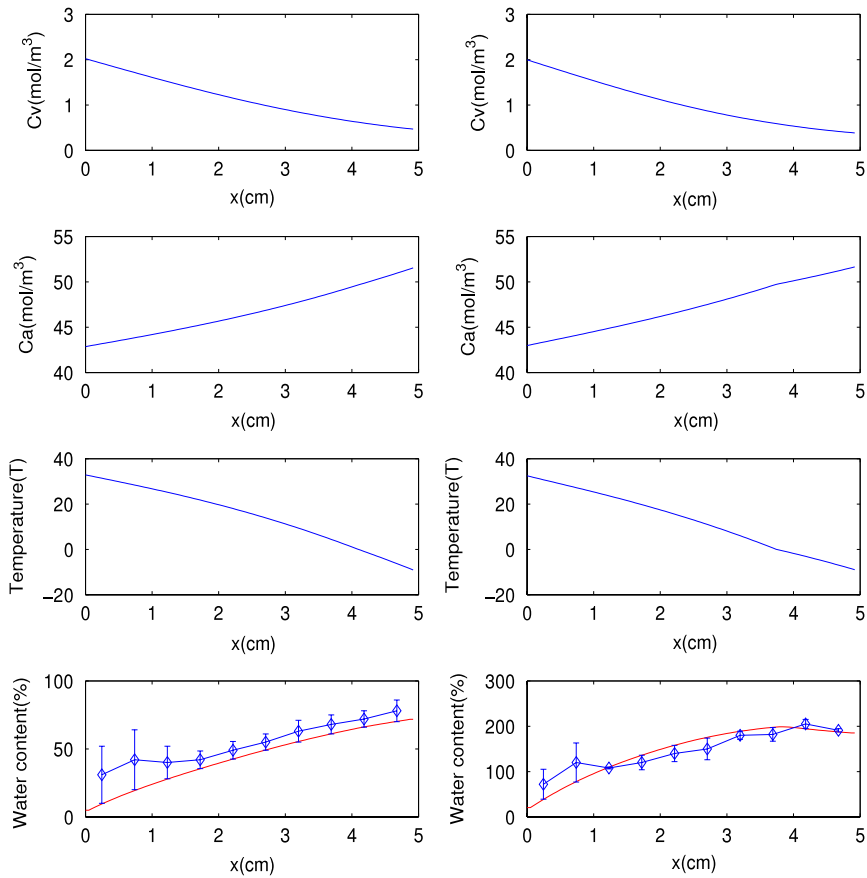 3
2
1
0
Cv(mol/m³)
0 1 2 3 4 5
x(cm)
3
2
1
0
Cv(mol/m³)
0 1 2 3 4 5
x(cm)
55
50
45
40
Ca(mol/m³)
0 1 2 3 4 5
x(cm)
55
50
45
40
Ca(mol/m³)
0 1 2 3 4 5
x(cm)
40
20
0
−20
Temperature(T)
0 1 2 3 4 5
x(cm)
40
20
0
−20
Temperature(T)
0 1 2 3 4 5
x(cm)
100
50
0
Water content(%)
0 1 2 3 4 5
x(cm)
300
200
100
0
Water content(%)
0 1 2 3 4 5
x(cm)